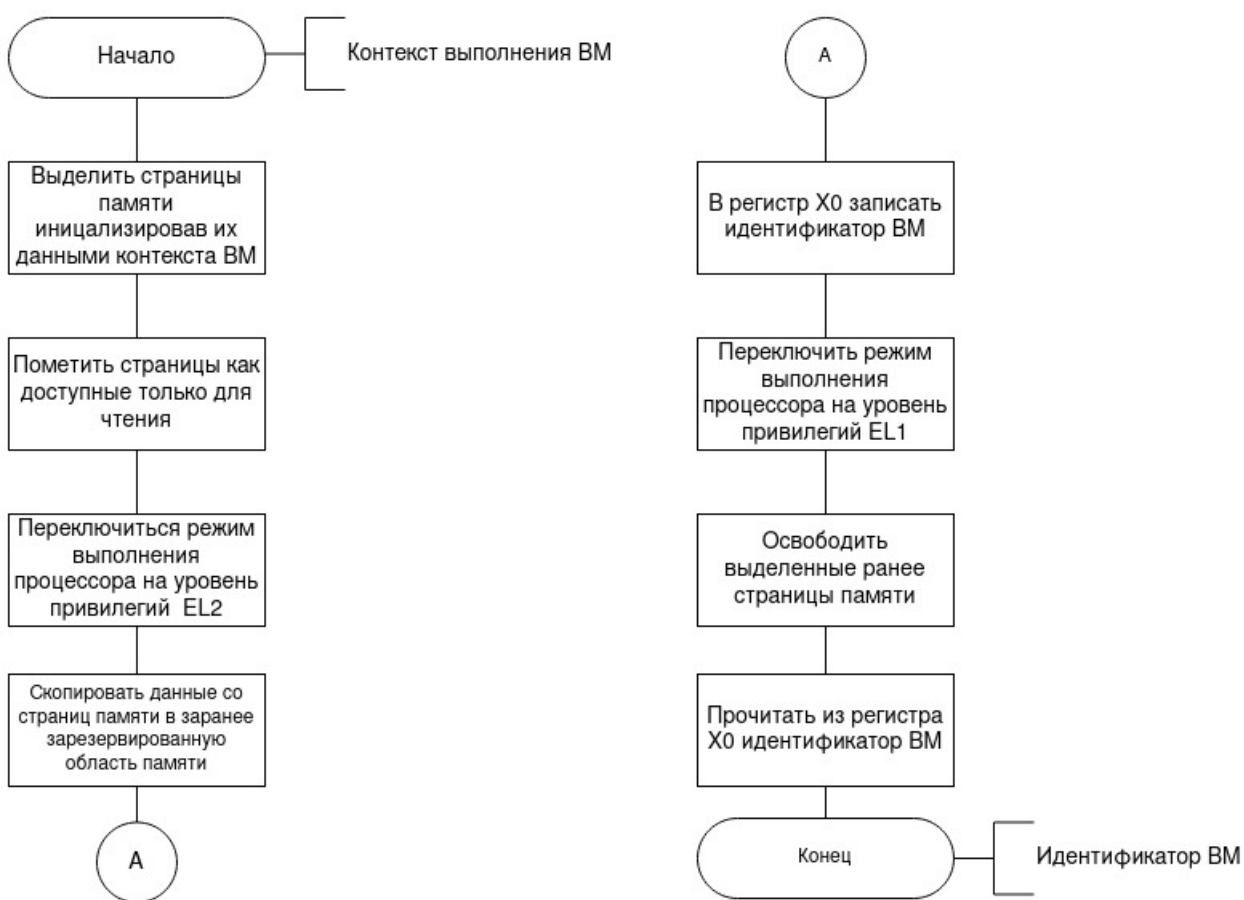 Начало
Контекст выполнения ВМ
Выделить страницы
памяти
иницализировав их
данными контекста ВМ
Пометить страницы как
доступные только для
чтения
Переключиться режим
выполнения
процессора на уровень
привилегий EL2
Скопировать данные со
страниц памяти в заранее
зарезервированную
область памяти
А
А
В регистр X0 записать
идентификатор ВМ
Переключить режим
выполнения
процессора на уровень
привилегий EL1
Освободить
выделенные ранее
страницы памяти
Прочитать из регистра
X0 идентификатор ВМ
Конец
Идентификатор ВМ